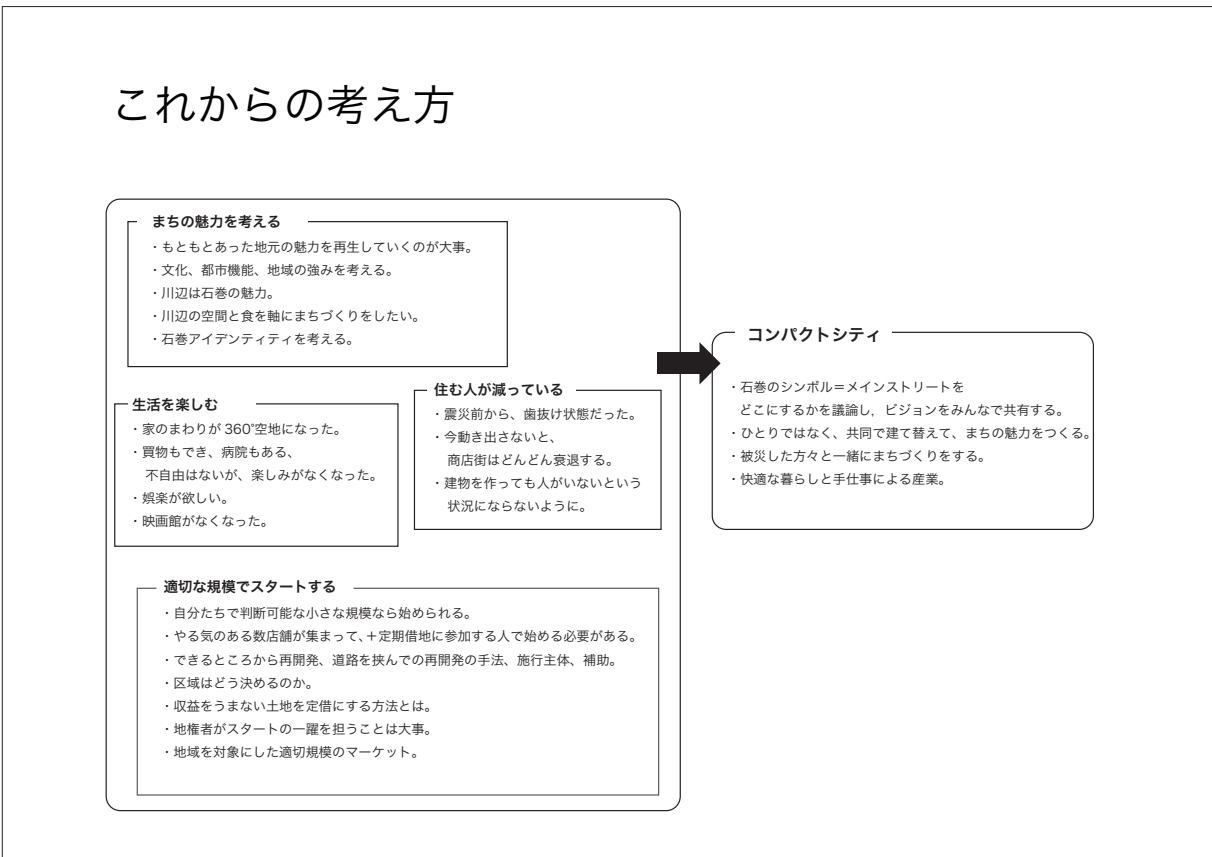 これからの考え方
まちの魅力を考える
・もともとあった地元の魅力を再生していくのが大事。
・文化、都市機能、地域の強みを考える。
・川辺は石巻の魅力。
・川辺の空間と食を軸にまちづくりをしたい。
・石巻アイデンティティを考える。
生活を楽しむ
・家のまわりが 360°空地になった。
・買物もでき、病院もある、
不自由はないが、楽しみがなくなった。
・娯楽が欲しい。
・映画館がなくなった。
住む人が減っている
・震災前から、歯抜け状態だった。
・今動き出さないと、
商店街はどんどん衰退する。
・建物を作っても人がいないという
状況にならないように。
適切な規模でスタートする
・自分たちで判断可能な小さな規模なら始められる。
・やる気のある数店舗が集まって、＋定期借地に参加する人で始める必要がある。
・できるところから再開発、道路を挟んでの再開発の手法、施行主体、補助。
・区域はどう決めるのか。
・収益をうまない土地を定借にする方法とは。
・地権者がスタートの一躍を担うことは大事。
・地域を対象にした適切規模のマーケット。
コンパクトシティ
・石巻のシンボル＝メインストリートを
どこにするかを議論し，ビジョンをみんなで共有する。
・ひとりではなく、共同で建て替えて、まちの魅力をつくる。
・被災した方々と一緒にまちづくりをする。
・快適な暮らしと手仕事による産業。